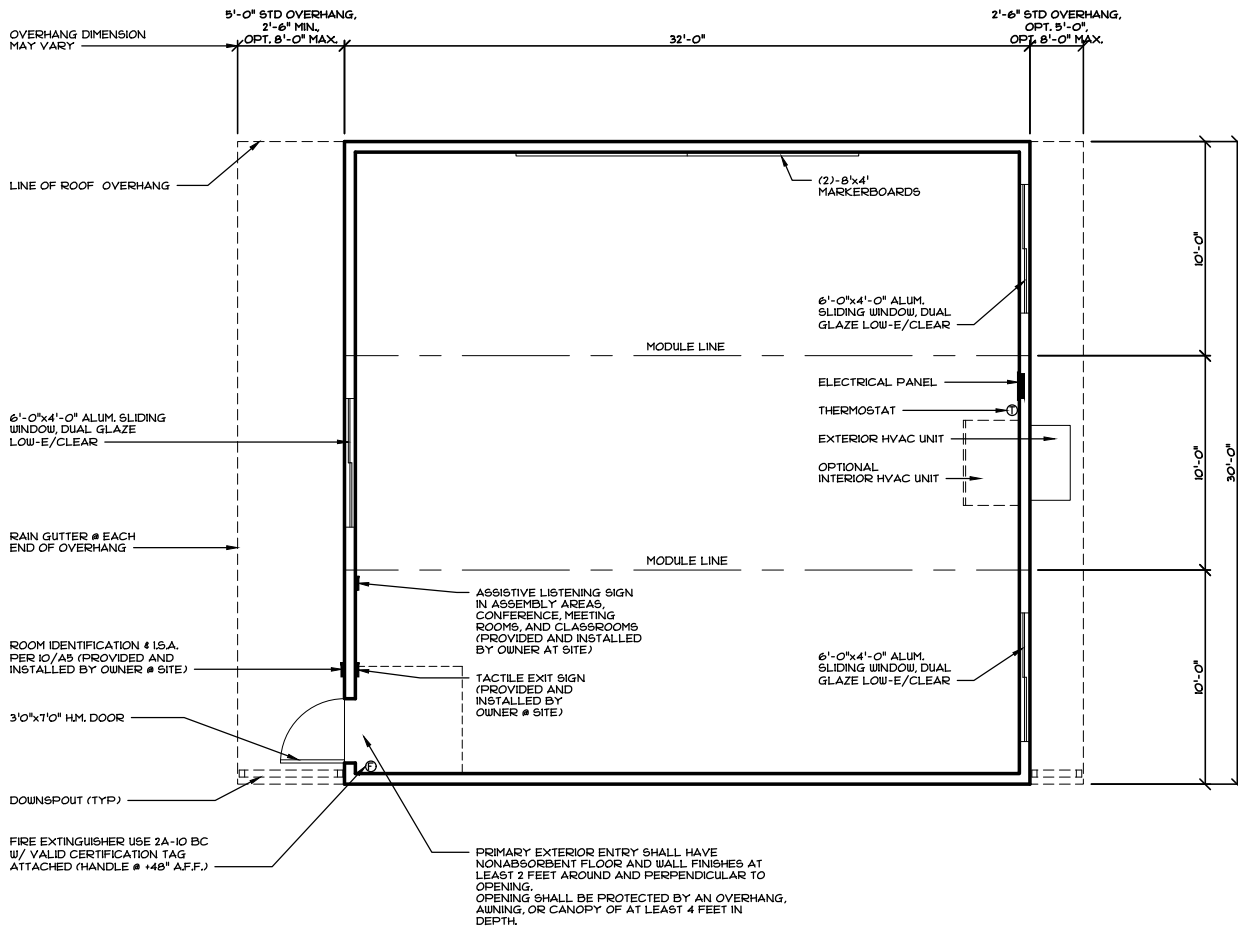 5'-0" STD OVERHANG,
2'-6" MIN.,
OPT. 8'-0" MAX.
2'-6" STD OVERHANG,
OPT. 5'-0",
OPT. 8'-0" MAX.
OVERHANG DIMENSION
MAY VARY
32'-0"
LINE OF ROOF OVERHANG
(2)-8'x4'
MARKERBOARDS
10'-0"
6'-0"x4'-0" ALUM.
SLIDING WINDOW, DUAL
GLAZE LOW-E/CLEAR
MODULE LINE
ELECTRICAL PANEL
THERMOSTAT
T
6'-0"x4'-0" ALUM. SLIDING
WINDOW, DUAL GLAZE
LOW-E/CLEAR
EXTERIOR HVAC UNIT
OPTIONAL
INTERIOR HVAC UNIT
10'-0"
30'-0"
RAIN GUTTER @ EACH
END OF OVERHANG
MODULE LINE
ASSISTIVE LISTENING SIGN
IN ASSEMBLY AREAS,
CONFERENCE, MEETING
ROOMS, AND CLASSROOMS
(PROVIDED AND INSTALLED
BY OWNER AT SITE)
ROOM IDENTIFICATION & I.S.A.
PER 10/A5 (PROVIDED AND
INSTALLED BY OWNER @ SITE)
6'-0"x4'-0" ALUM.
SLIDING WINDOW, DUAL
GLAZE LOW-E/CLEAR
10'-0"
TACTILE EXIT SIGN
(PROVIDED AND
INSTALLED BY
OWNER @ SITE)
3'0"x7'0" H.M. DOOR
F
DOWNSPOUT (TYP)
FIRE EXTINGUISHER USE 2A-10 BC
W/ VALID CERTIFICATION TAG
ATTACHED (HANDLE @ +48" A.F.F.)
PRIMARY EXTERIOR ENTRY SHALL HAVE
NONABSORBENT FLOOR AND WALL FINISHES AT
LEAST 2 FEET AROUND AND PERPENDICULAR TO
OPENING.
OPENING SHALL BE PROTECTED BY AN OVERHANG,
AWNING, OR CANOPY OF AT LEAST 4 FEET IN
DEPTH.